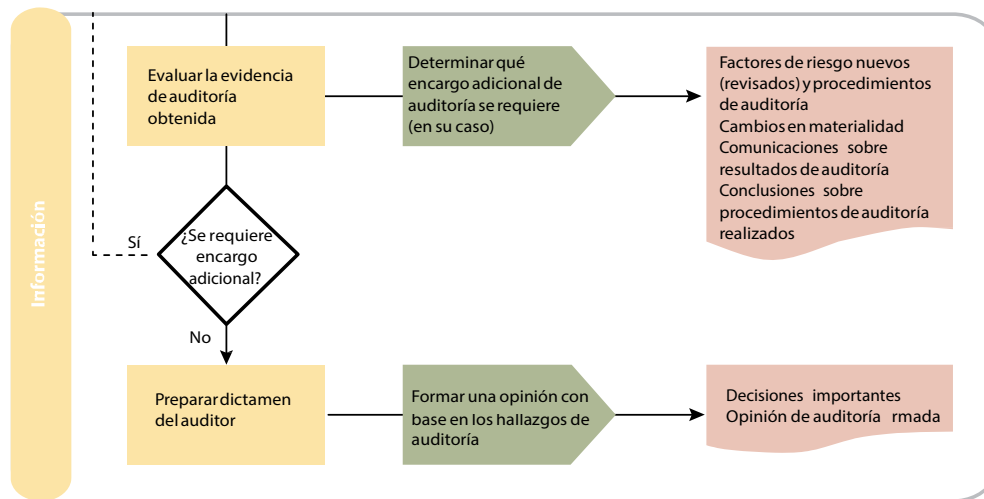 Información
Evaluar la evidencia
de auditoría
obtenida
Determinar qué
encargo adicional de
auditoría se requiere
(en su caso)
Factores de riesgo nuevos
(revisados) y procedimientos
de auditoría
Cambios en materialidad
Comunicaciones sobre
resultados de auditoría
Conclusiones sobre
procedimientos de auditoría
realizados
Sí
¿Se requiere
encargo
adicional?
No
Preparar dictamen
del auditor
Formar una opinión con
base en los hallazgos de
auditoría
Decisiones importantes
Opinión de auditoría rmada